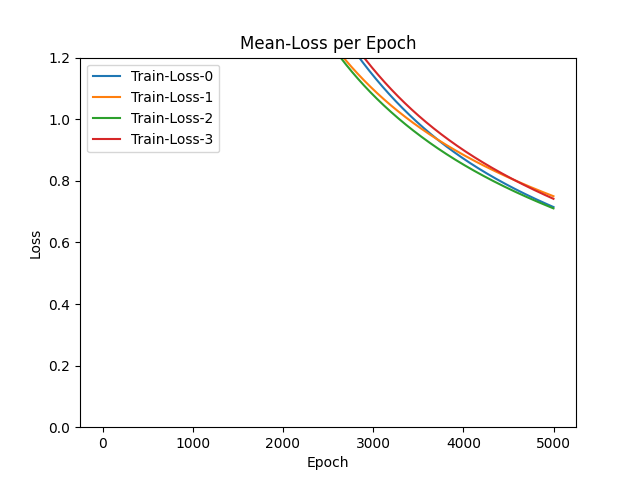 Mean-Loss per Epoch
1.2
1.0
0.8
0.6
0.4
0.2
0.0
Loss
Train-Loss-0
Train-Loss-1
Train-Loss-2
Train-Loss-3
0 1000 2000 3000 4000 5000
Epoch